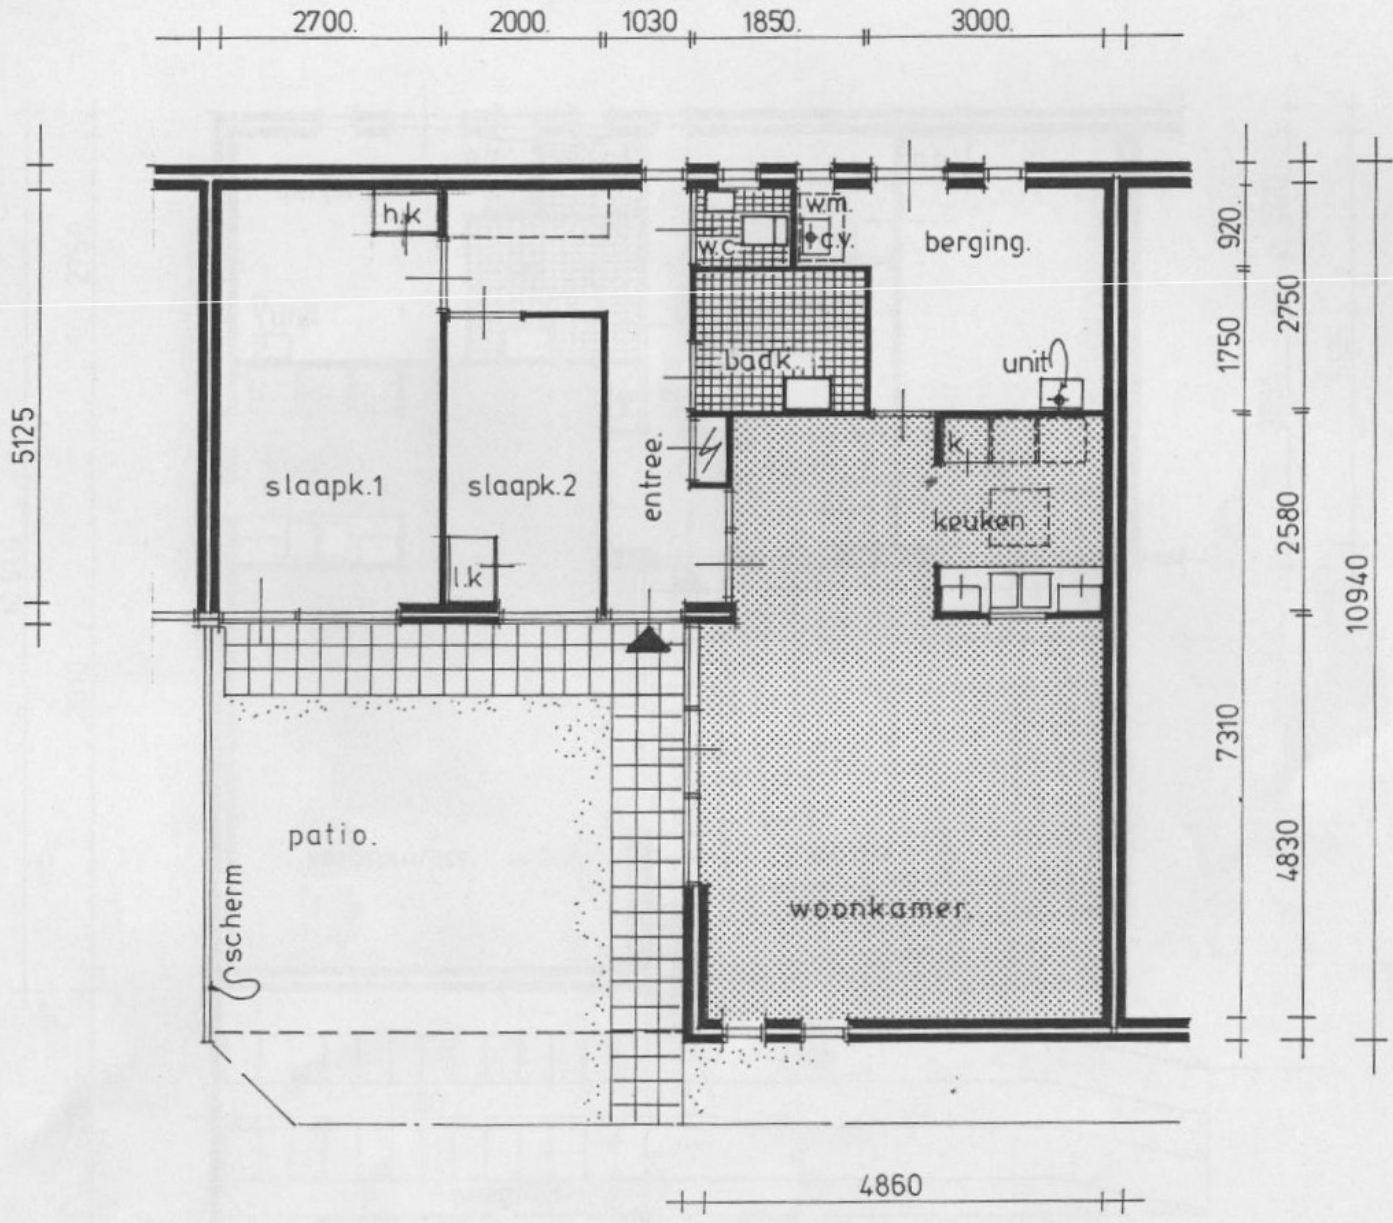 2700. 2000. 1030 1850. 3000.
h.k
w.m.
c.v.
w.c
berging.
920.
2750
1750
badk.
unit
5125
k
entree.
slaapk.1
slaapk.2
keuken
2580
l.k
10940
7310
patio.
4830
scherm
woonkamer.
4860